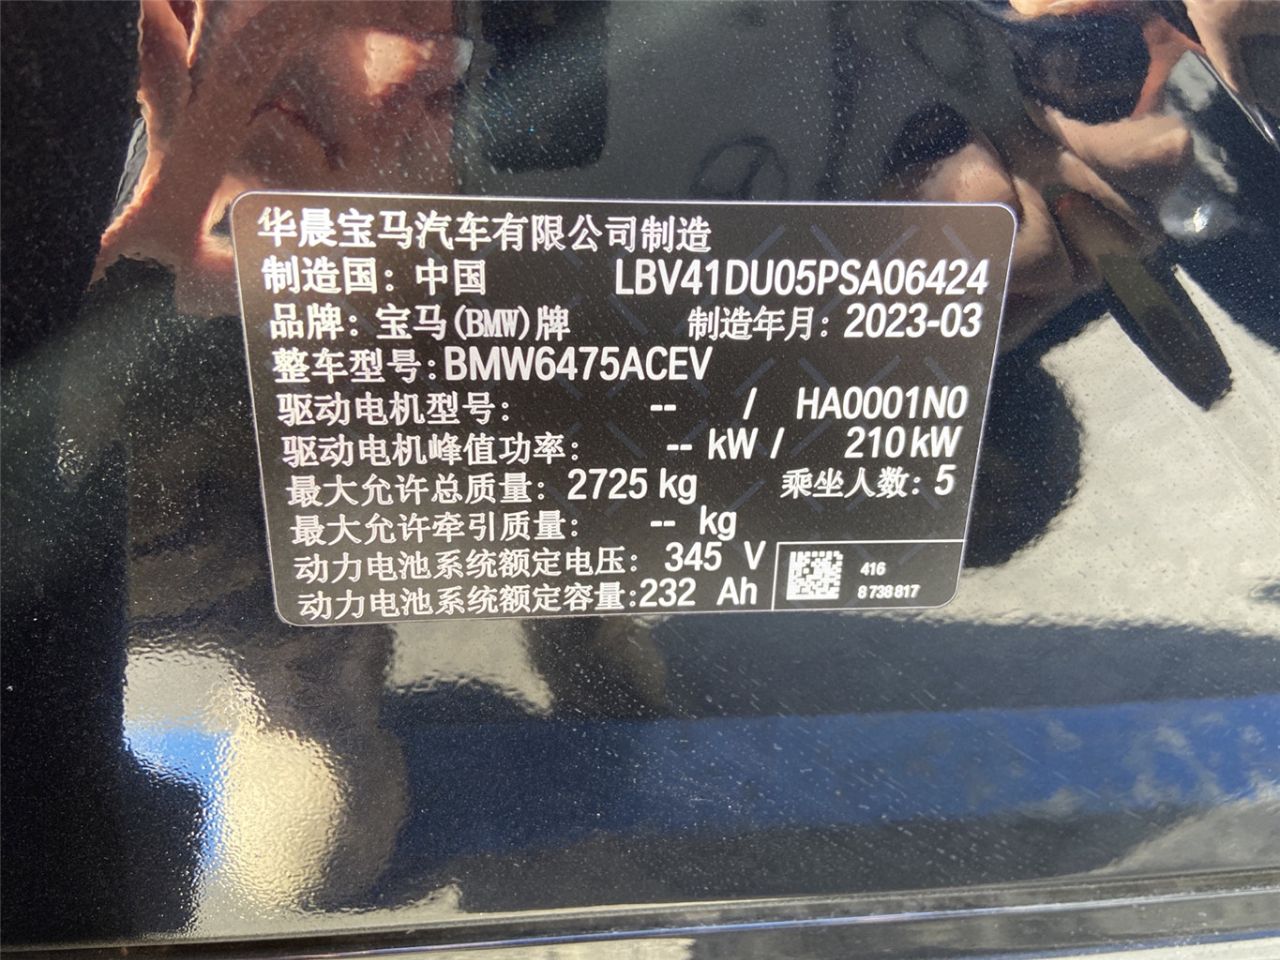 华晨宝马汽车有限公司制造
制造国：中国 LBV41DU05PSA06424
品牌：宝马(BMW)牌 制造年月：2023-03
整车型号：BMW6475ACEV
驱动电机型号： -- / HA0001N0
驱动电机峰值功率： -- kW / 210 kW
最大允许总质量：2725 kg 乘坐人数：5
最大允许牵引质量： -- kg
动力电池系统额定电压： 345 V
动力电池系统额定容量:232 Ah
416
8738817